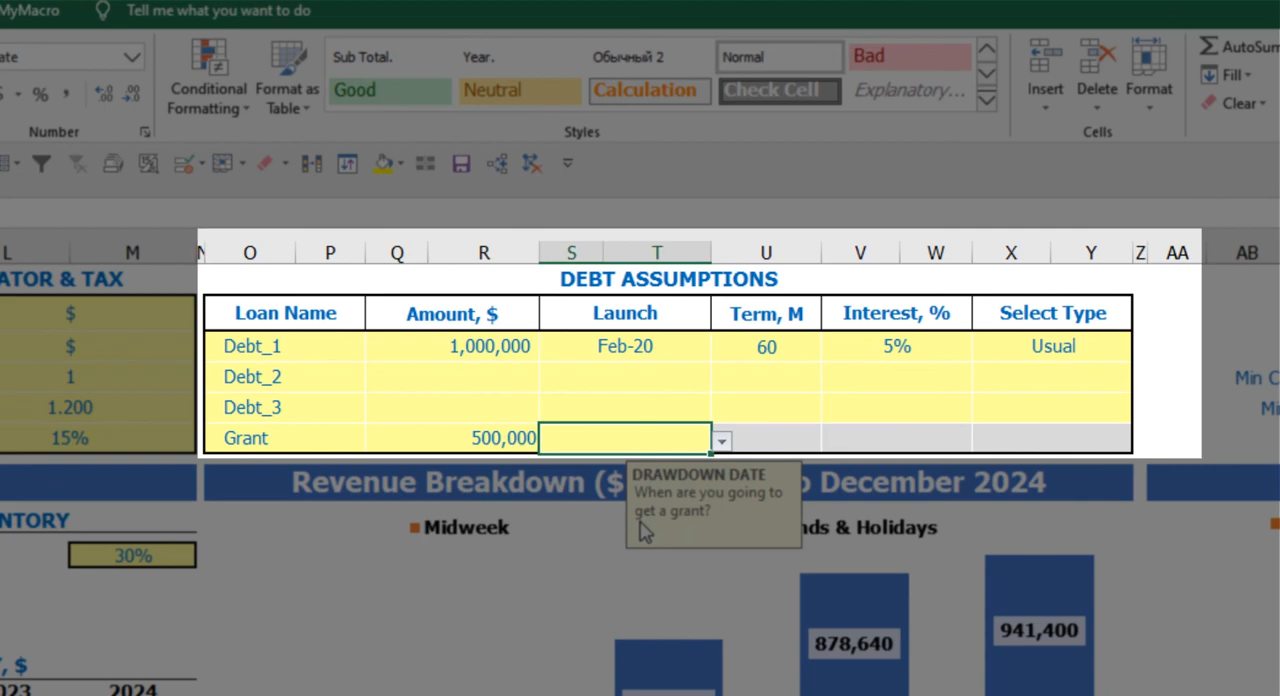 MyMacro Tell me what you want to do
ate Sub Total. Year. Обычный 2 Normal Bad AutoSum
% Conditional Formatting Format as Table Good Neutral Calculation Check Cell Explanatory... Insert Delete Format Fill
Clear
Number Styles Cells
L M N O P Q R S T U V W X Y Z AA AB
ATOR & TAX DEBT ASSUMPTIONS
$ Loan Name Amount, $ Launch Term, M Interest, % Select Type
$ Debt_1 1,000,000 Feb-20 60 5% Usual
1 Debt_2 Min C
1.200 Debt_3 Mi
15% Grant 500,000
DRAWDOWN DATE
When are you going to
get a grant?
Revenue Breakdown ($ o December 2024
NTORY Midweek nds & Holidays
30%
878,640 941,400
, $
023 2024